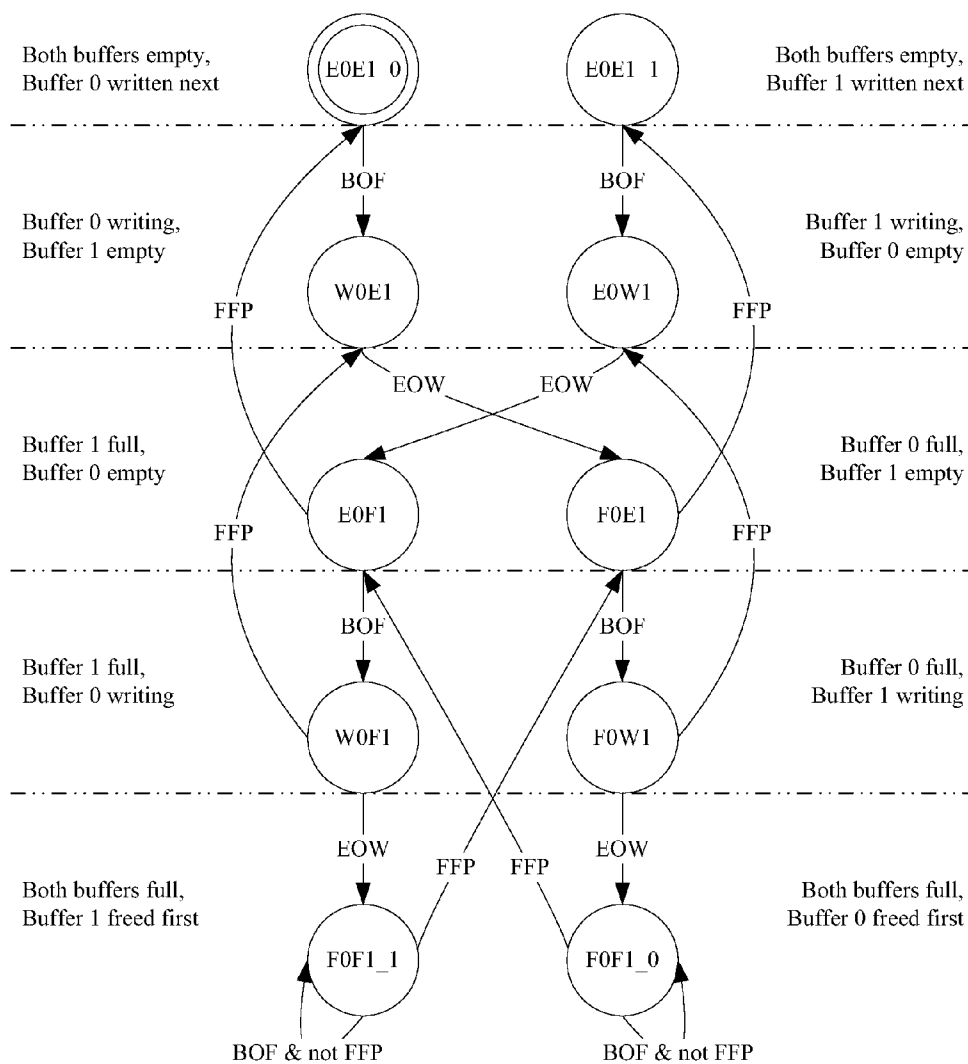 Both buffers empty,
Buffer 0 written next
E0E1_0
E0E1_1
Both buffers empty,
Buffer 1 written next
BOF
BOF
Buffer 0 writing,
Buffer 1 empty
W0E1
E0W1
Buffer 1 writing,
Buffer 0 empty
FFP
FFP
EOW
EOW
Buffer 1 full,
Buffer 0 empty
E0F1
F0E1
Buffer 0 full,
Buffer 1 empty
FFP
FFP
BOF
BOF
Buffer 1 full,
Buffer 0 writing
W0F1
F0W1
Buffer 0 full,
Buffer 1 writing
EOW
FFP
FFP
EOW
Both buffers full,
Buffer 1 freed first
F0F1_1
F0F1_0
Both buffers full,
Buffer 0 freed first
BOF & not FFP
BOF & not FFP